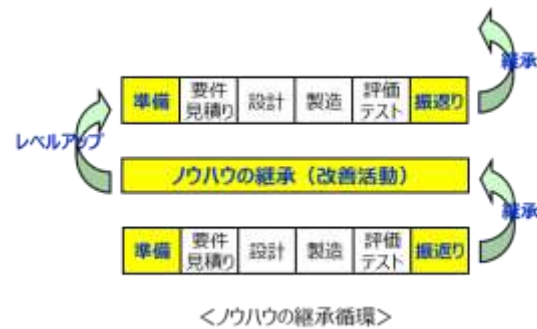 継承
準備 要件見積り 設計 製造 評価テスト 振返り
レベルアップ
ノウハウの継承（改善活動）
継承
準備 要件見積り 設計 製造 評価テスト 振返り
＜ノウハウの継承循環＞